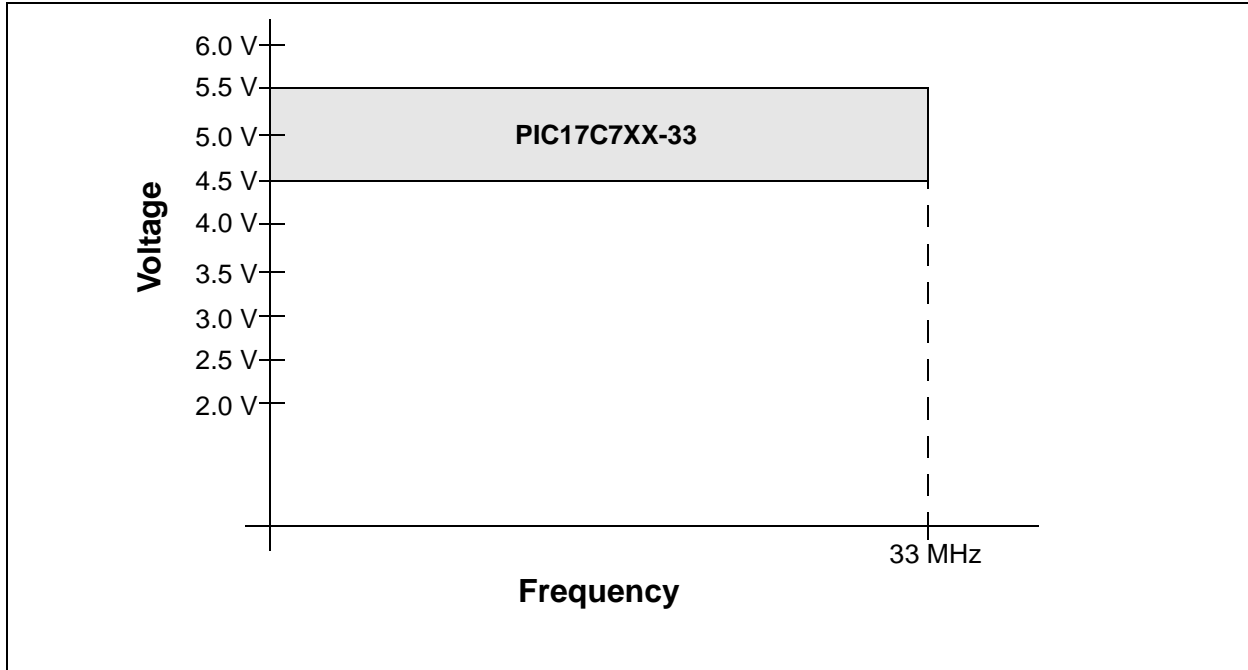 6.0 V
5.5 V
5.0 V
4.5 V
4.0 V
3.5 V
3.0 V
2.5 V
2.0 V
Voltage
PIC17C7XX-33
33 MHz
Frequency